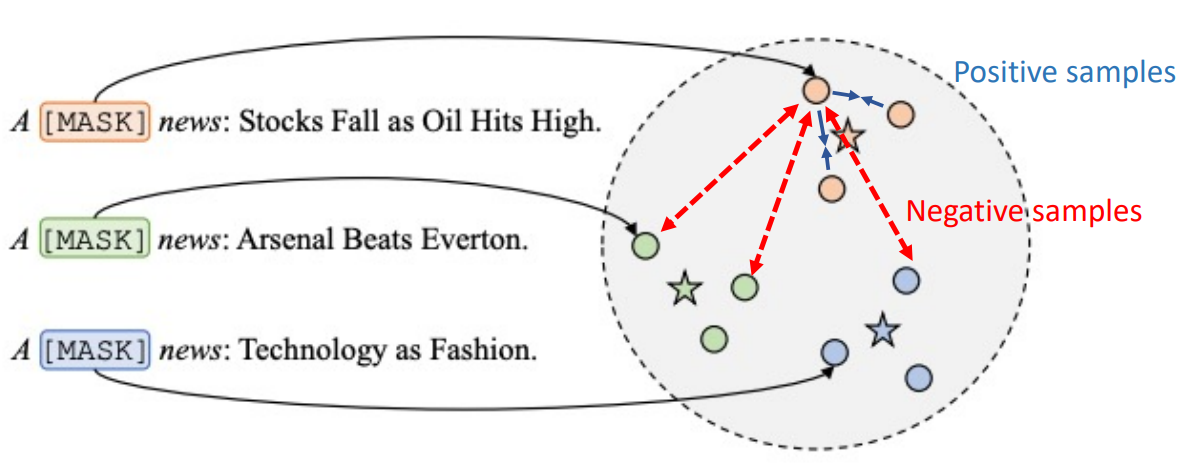 Positive samples
A [MASK] news: Stocks Fall as Oil Hits High.
Negative samples
A [MASK] news: Arsenal Beats Everton.
A [MASK] news: Technology as Fashion.